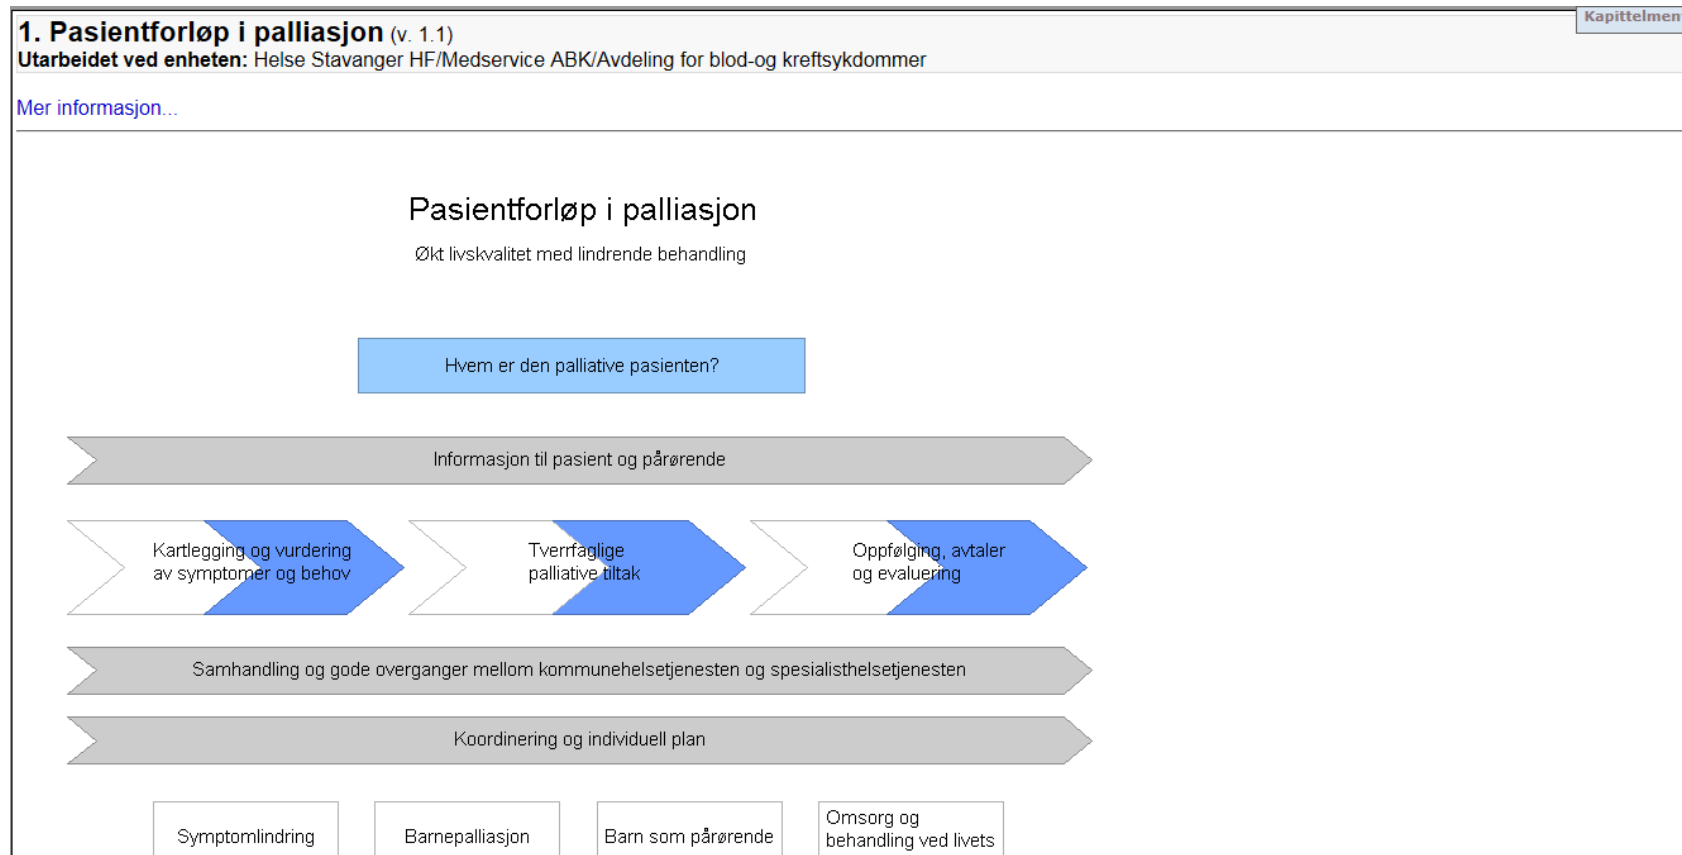 Kapittelmen
1. Pasientforløp i palliasjon (v. 1.1)
Utarbeidet ved enheten: Helse Stavanger HF/Medservice ABK/Avdeling for blod-og kreftsykdommer
Mer informasjon...
Pasientforløp i palliasjon
Økt livskvalitet med lindrende behandling
Hvem er den palliative pasienten?
Informasjon til pasient og pårørende
Kartlegging og vurdering
av symptomer og behov
Tverrfaglige
palliative tiltak
Oppfølging, avtaler
og evaluering
Samhandling og gode overganger mellom kommunehelsetjenesten og spesialisthelsetjenesten
Koordinering og individuell plan
Symptomlindring
Barnepalliasjon
Barn som pårørende
Omsorg og
behandling ved livets